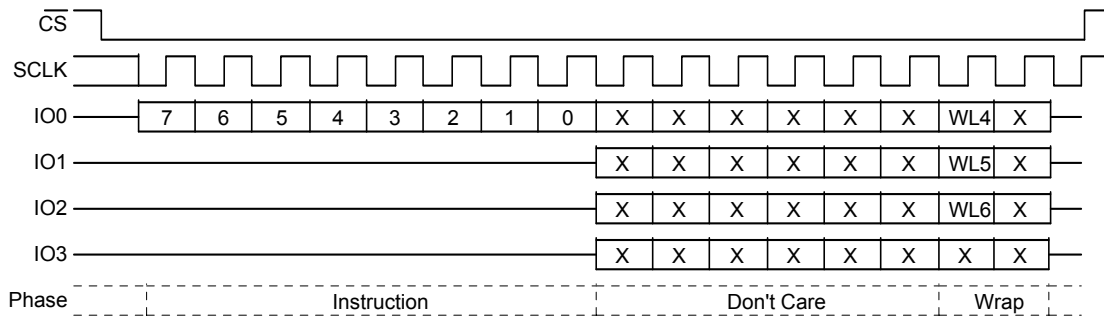 CS
SCLK
IO0 7 6 5 4 3 2 1 0 X X X X X X WL4 X
IO1 X X X X X X WL5 X
IO2 X X X X X X WL6 X
IO3 X X X X X X X X
Phase Instruction Don't Care Wrap